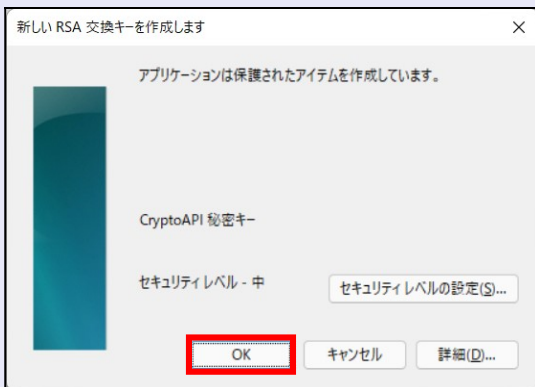 新しい RSA 交換キーを作成します
アプリケーションは保護されたアイテムを作成しています。
CryptoAPI 秘密キー
セキュリティ レベル - 中
セキュリティ レベルの設定(S)...
OK
キャンセル
詳細(D)...